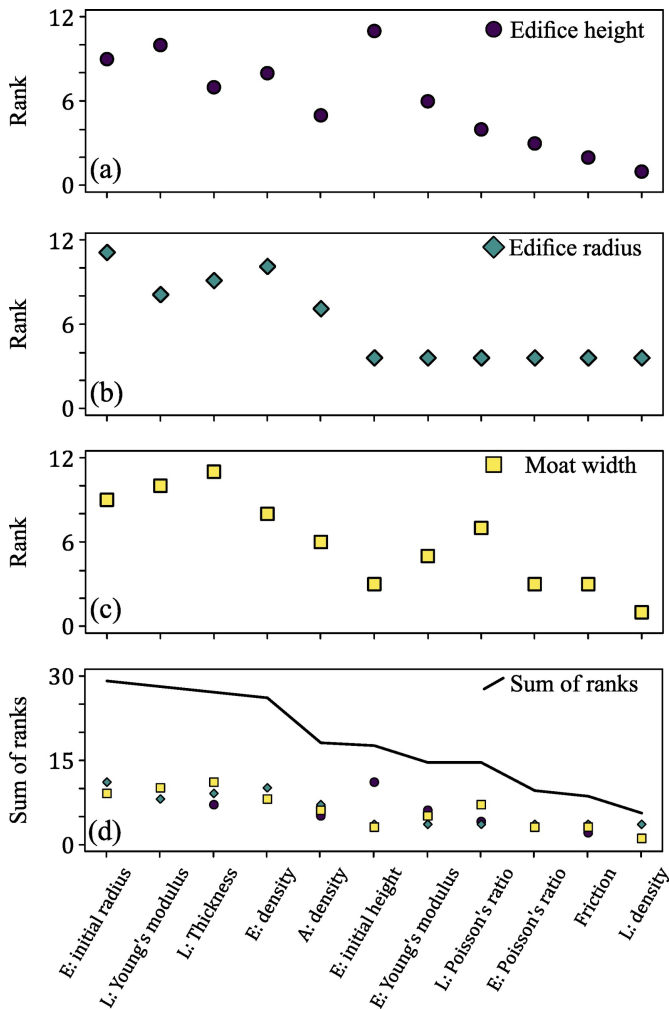 12
Edifice height
Rank
6
(a)
0
12
Edifice radius
Rank
6
(b)
0
12
Moat width
Rank
6
(c)
0
30
Sum of ranks
Sum of ranks
15
(d)
0
E: initial radius
L: Young's modulus
L: Thickness
E: density
A: density
E: initial height
E: Young's modulus
L: Poisson's ratio
E: Poisson's ratio
Friction
L: density